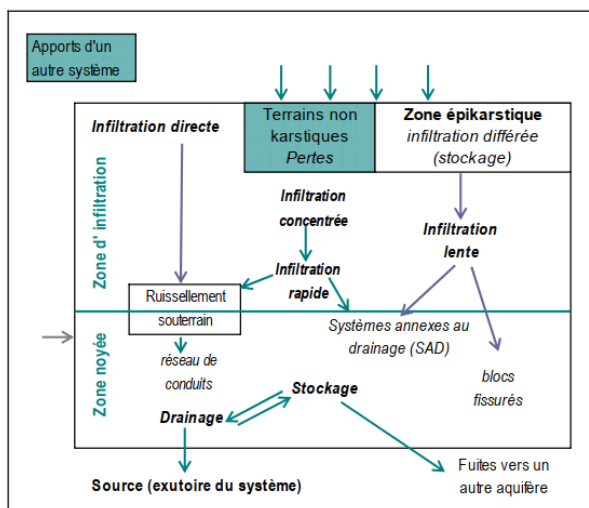 Apports d'un
autre système
Terrains non
karstiques
Pertes
Zone épikarstique
infiltration différée
(stockage)
Infiltration directe
Zone d' infiltration
Infiltration
concentrée
Infiltration
lente
Infiltration
rapide
Ruissellement
souterrain
Systèmes annexes au
drainage (SAD)
Zone noyée
réseau de
conduits
blocs
fissurés
Stockage
Drainage
Source (exutoire du système)
Fuites vers un
autre aquifère